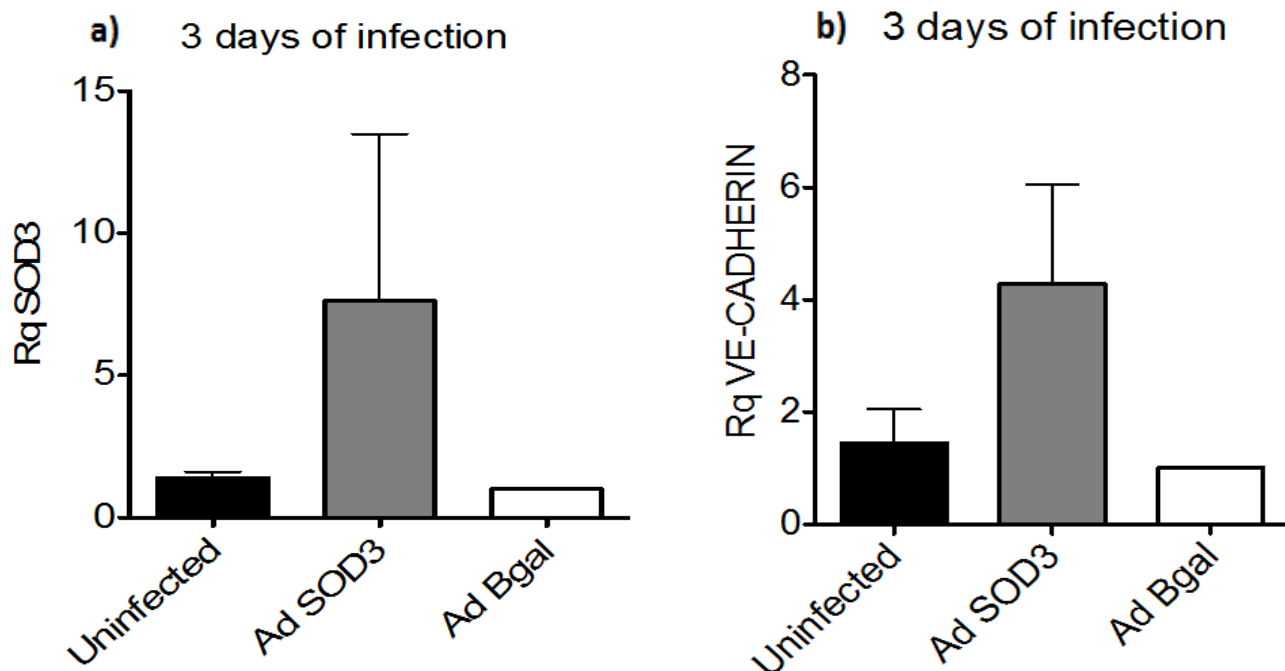 a) 3 days of infection
15
10
5
0
Rq SOD3
Uninfected
Ad SOD3
Ad Bgal
b) 3 days of infection
8
6
4
2
0
Rq VE-CADHERIN
Uninfected
Ad SOD3
Ad Bgal